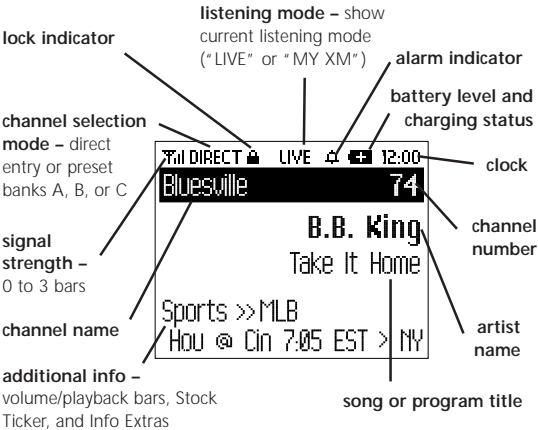 listening mode – show
current listening mode
("LIVE" or "MY XM")
lock indicator
alarm indicator
battery level and
charging status
channel selection
mode – direct
entry or preset
banks A, B, or C
DIRECT LIVE 12:00
clock
Bluesville 74
B.B. King
channel
number
Take It Home
signal
strength –
0 to 3 bars
Sports >> MLB
channel name
Hou @ Cin 7:05 EST > NY
artist
name
additional info –
volume/playback bars, Stock
Ticker, and Info Extras
song or program title